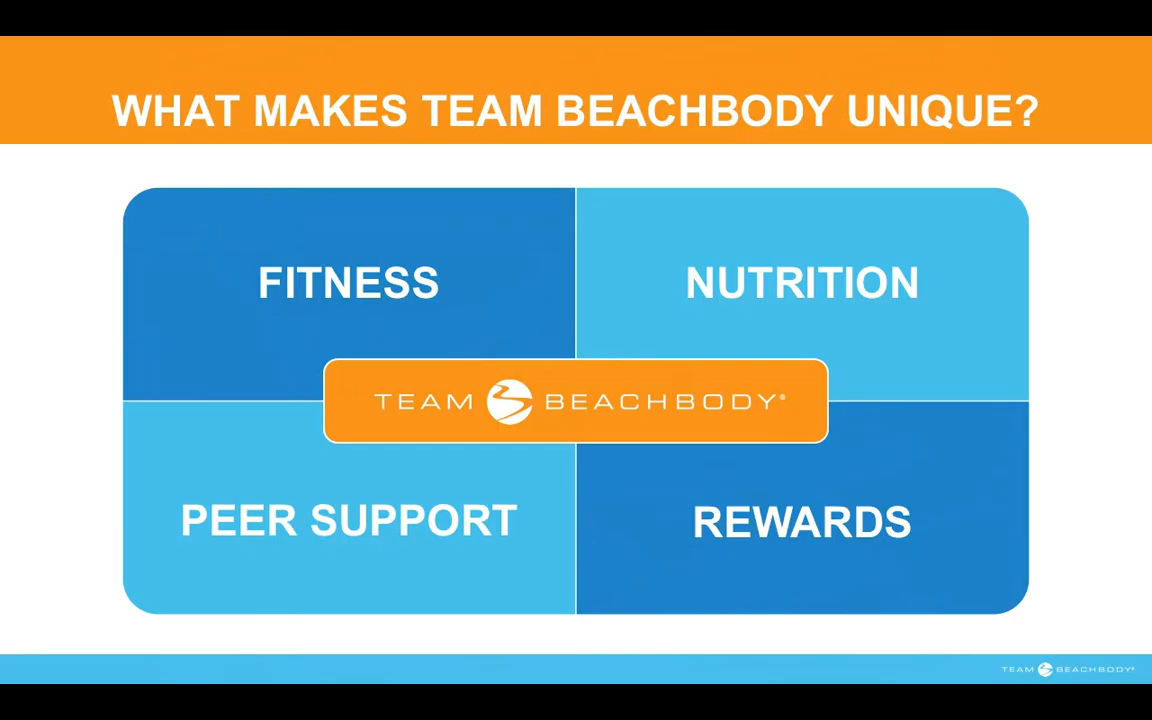 WHAT MAKES TEAM BEACHBODY UNIQUE?
FITNESS
NUTRITION
TEAM BEACHBODY®
PEER SUPPORT
REWARDS
TEAM BEACHBODY®